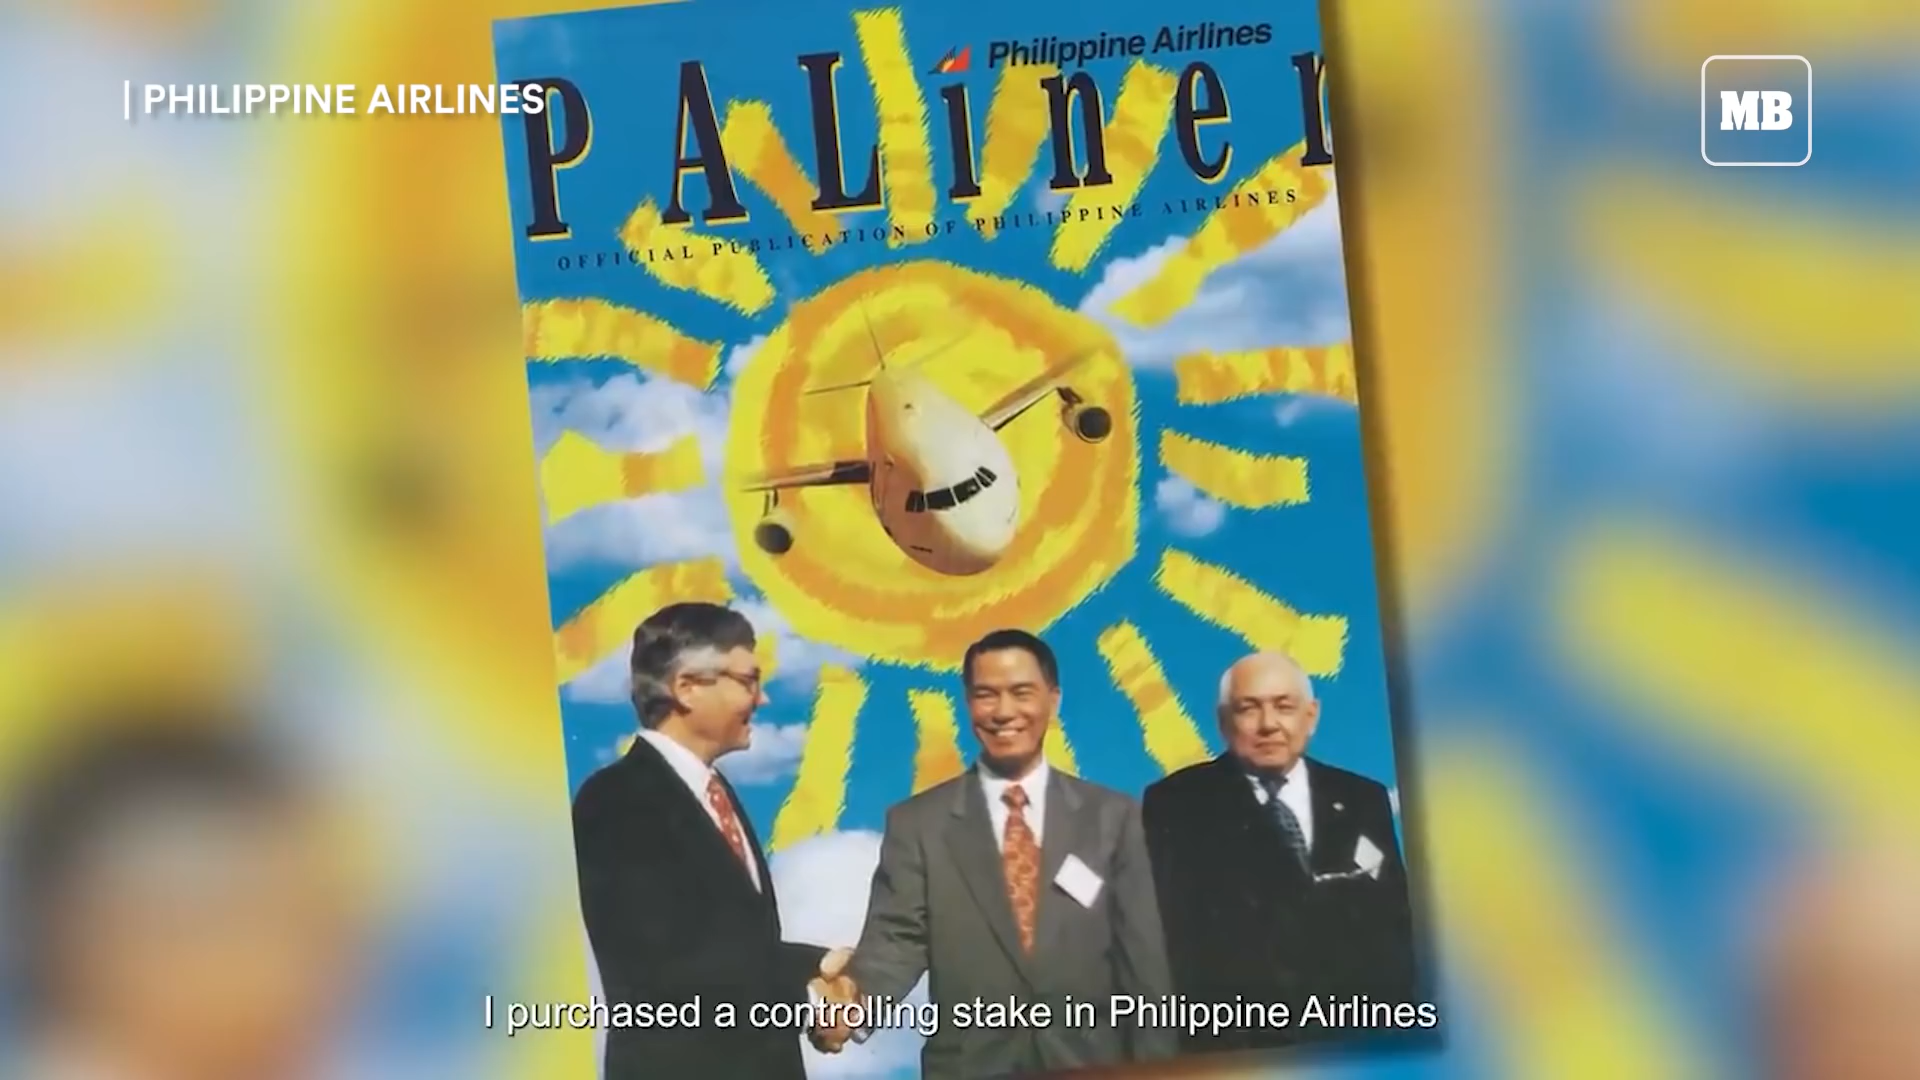 | PHILIPPINE AIRLINES
MB
Philippine Airlines
PALiner
OFFICIAL PUBLICATION OF PHILIPPINE AIRLINES
I purchased a controlling stake in Philippine Airlines